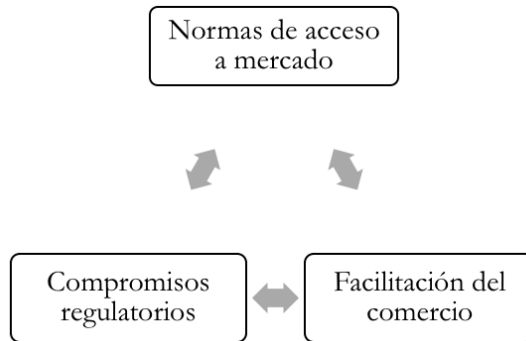 Normas de acceso
a mercado
Compromisos
regulatorios
Facilitación del
comercio